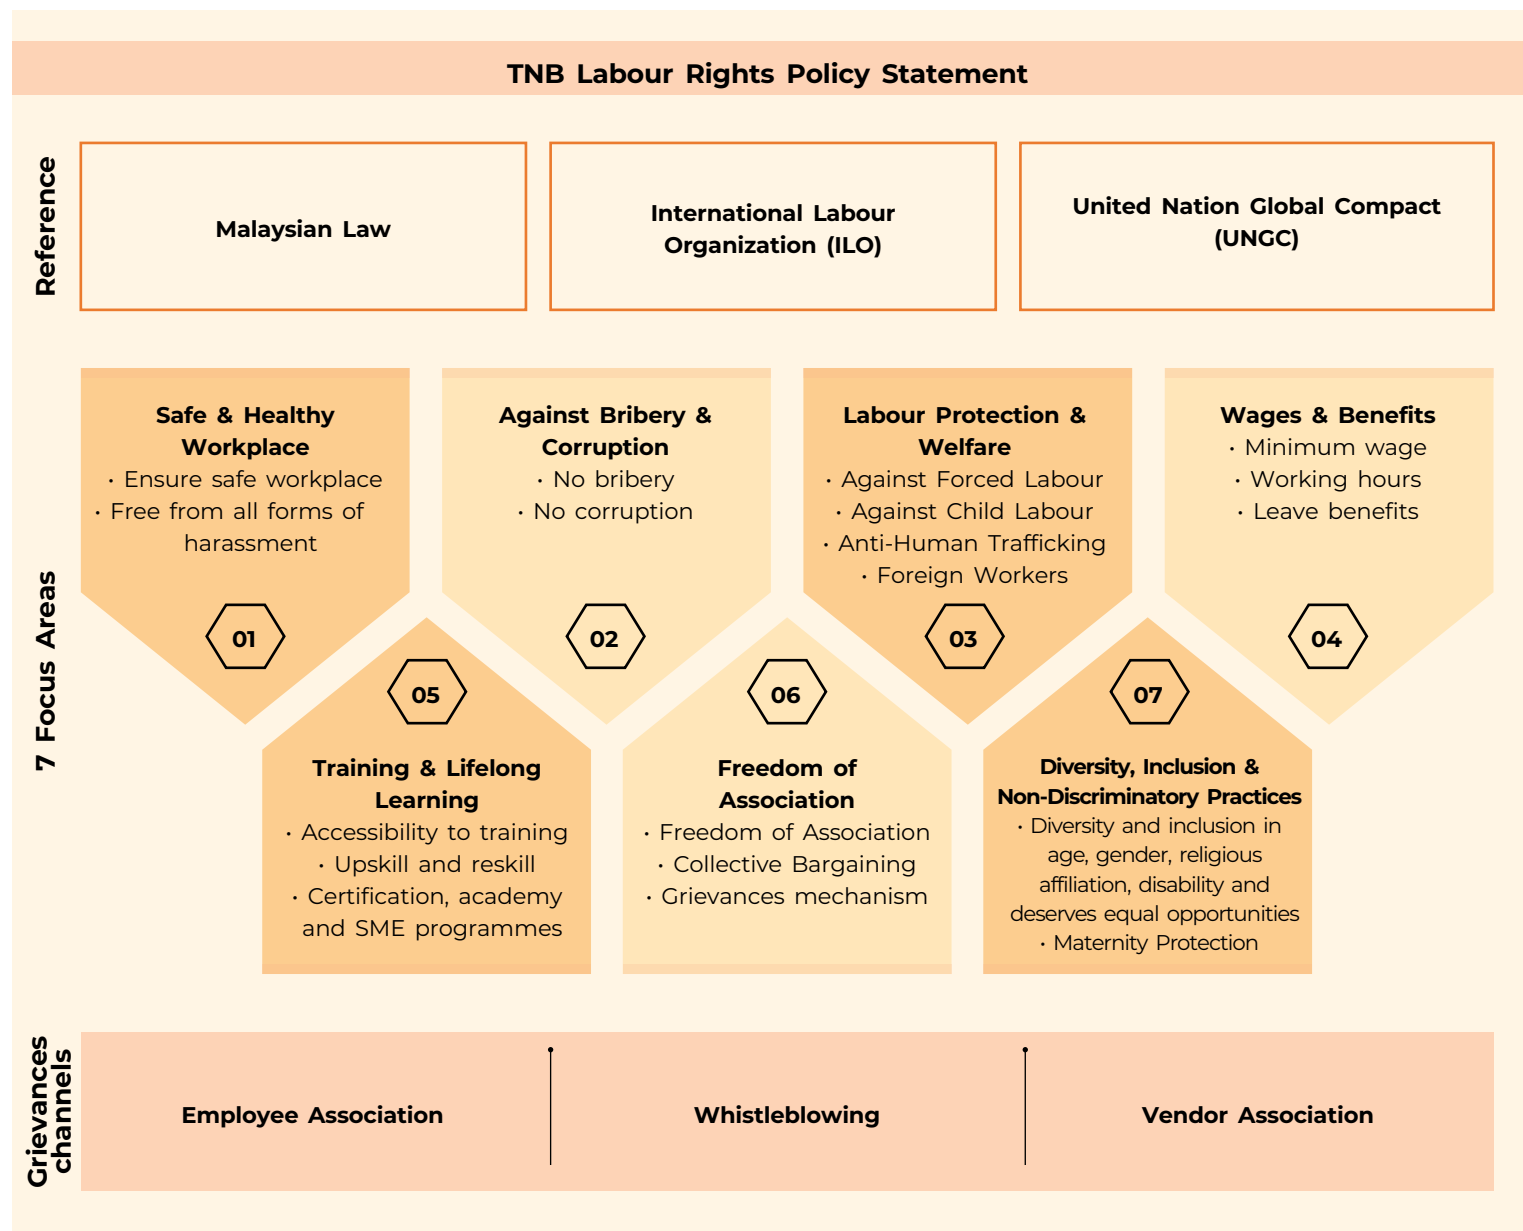 TNB Labour Rights Policy Statement
Reference
Malaysian Law
International Labour
Organization (ILO)
United Nation Global Compact
(UNGC)
7 Focus Areas
Safe & Healthy
Workplace
• Ensure safe workplace
• Free from all forms of
harassment
01
Against Bribery &
Corruption
• No bribery
• No corruption
02
Labour Protection &
Welfare
• Against Forced Labour
• Against Child Labour
• Anti-Human Trafficking
• Foreign Workers
03
Wages & Benefits
• Minimum wage
• Working hours
• Leave benefits
04
05
Training & Lifelong
Learning
• Accessibility to training
• Upskill and reskill
• Certification, academy
and SME programmes
06
Freedom of
Association
• Freedom of Association
• Collective Bargaining
• Grievances mechanism
07
Diversity, Inclusion &
Non-Discriminatory Practices
• Diversity and inclusion in
age, gender, religious
affiliation, disability and
deserves equal opportunities
• Maternity Protection
Grievances
channels
Employee Association
Whistleblowing
Vendor Association